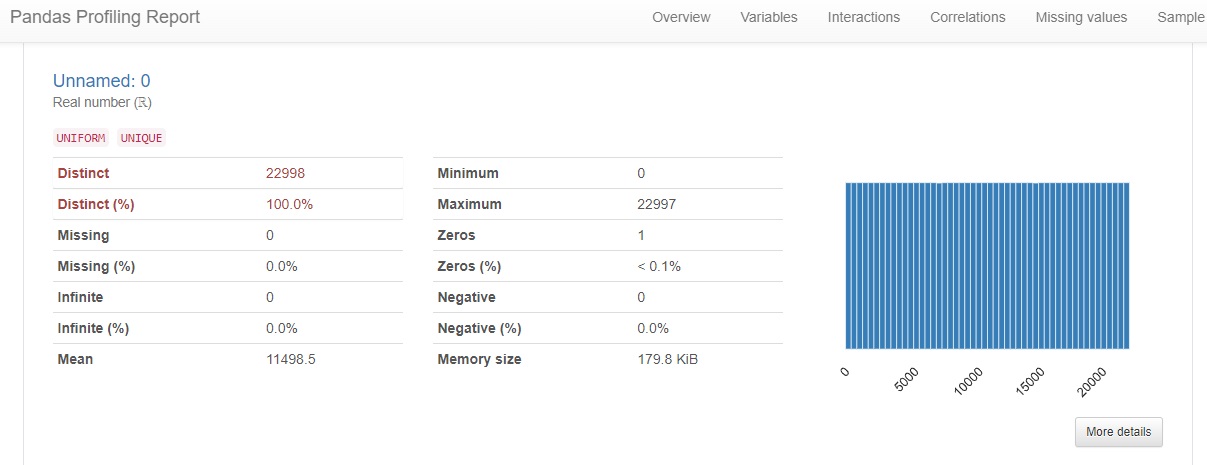 Pandas Profiling Report Overview Variables Interactions Correlations Missing values Sample
Unnamed: 0
Real number (ℝ)
UNIFORM UNIQUE
Distinct 22998
Distinct (%) 100.0%
Missing 0
Missing (%) 0.0%
Infinite 0
Infinite (%) 0.0%
Mean 11498.5
Minimum 0
Maximum 22997
Zeros 1
Zeros (%) < 0.1%
Negative 0
Negative (%) 0.0%
Memory size 179.8 KiB
0 5000 10000 15000 20000
More details